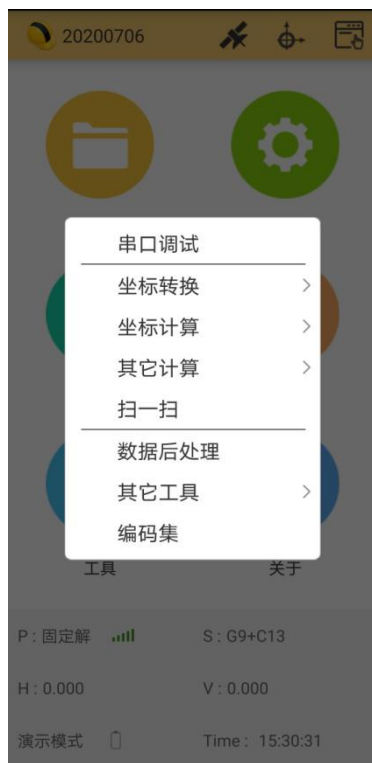 20200706
串口调试
坐标转换
坐标计算
其它计算
扫一扫
数据后处理
其它工具
编码集
工具 关于
P : 固定解 S : G9+C13
H : 0.000 V : 0.000
演示模式 Time : 15:30:31